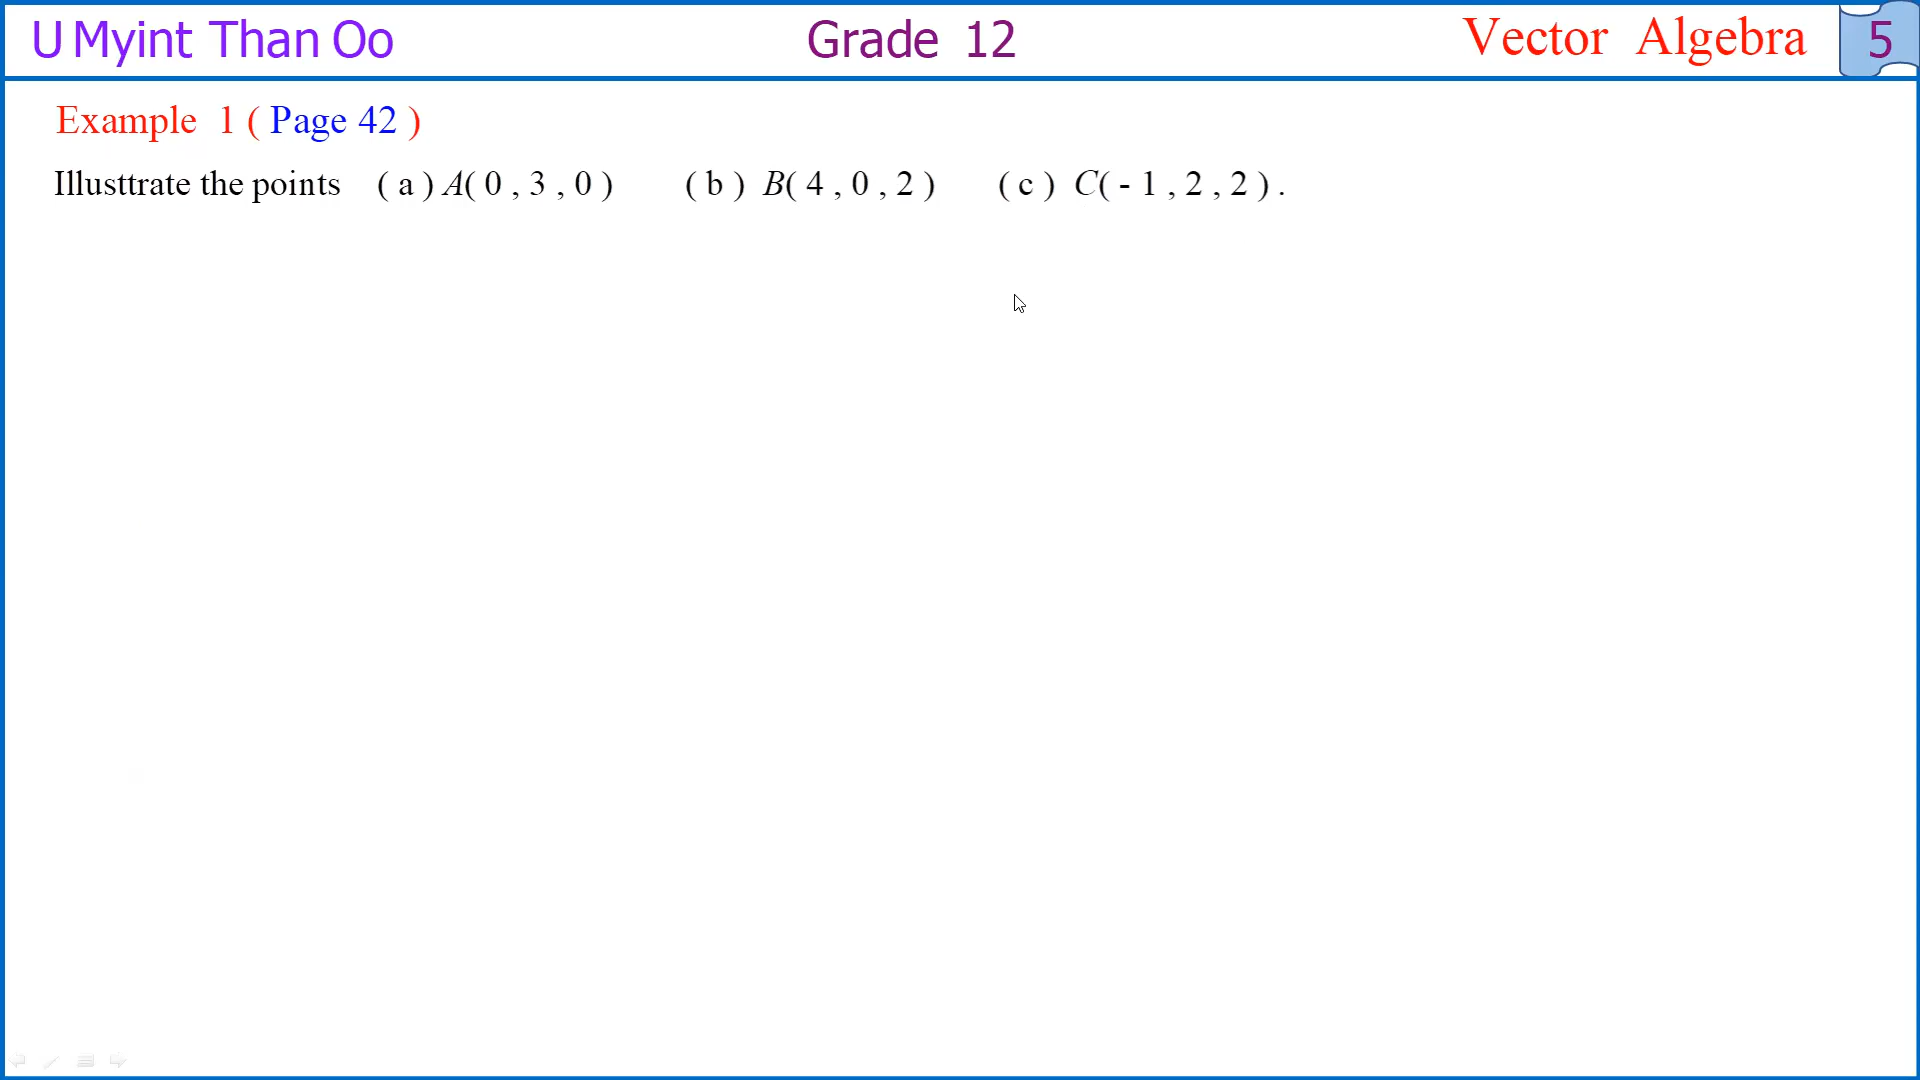 U Myint Than Oo Grade 12 Vector Algebra 5
Example 1 ( Page 42 )
Illusttrate the points ( a ) A( 0 , 3 , 0 ) ( b ) B( 4 , 0 , 2 ) ( c ) C( - 1 , 2 , 2 ) .